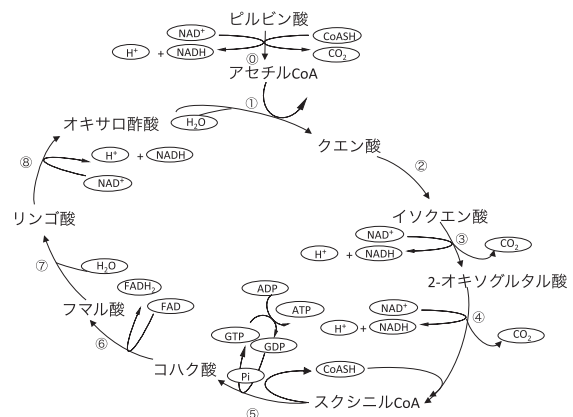 ピルビン酸
NAD⁺
CoASH
H⁺ + NADH
CO₂
⓪
アセチルCoA
①
オキサロ酢酸
H₂O
クエン酸
②
⑧
H⁺ + NADH
NAD⁺
イソクエン酸
リンゴ酸
NAD⁺
③
CO₂
H⁺ + NADH
2-オキソグルタル酸
⑦
H₂O
FADH₂
フマル酸
FAD
ADP
ATP
NAD⁺
④
H⁺ + NADH
CO₂
GTP
GDP
⑥
コハク酸
Pi
CoASH
スクシニルCoA
⑤